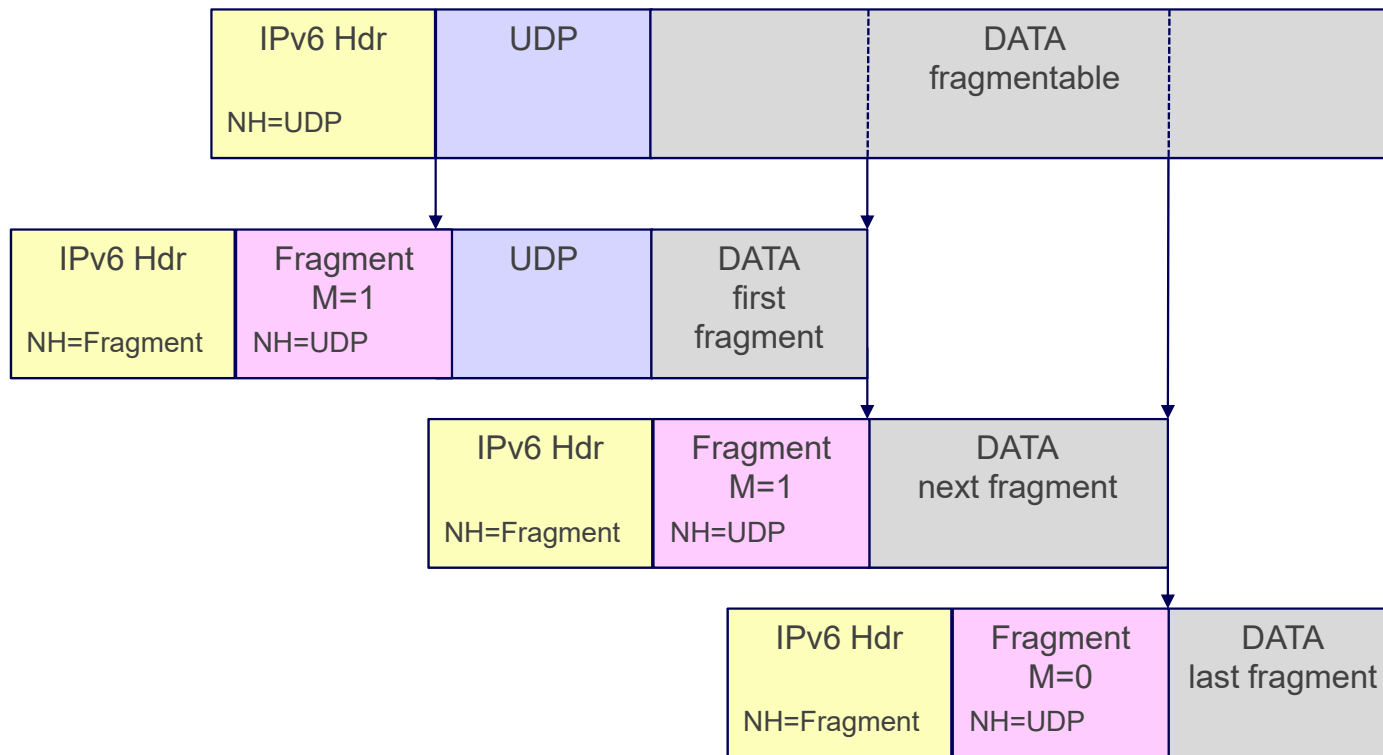 IPv6 Hdr
NH=UDP
UDP
DATA
fragmentable
IPv6 Hdr
NH=Fragment
Fragment
M=1
NH=UDP
UDP
DATA
first
fragment
IPv6 Hdr
NH=Fragment
Fragment
M=1
NH=UDP
DATA
next fragment
IPv6 Hdr
NH=Fragment
Fragment
M=0
NH=UDP
DATA
last fragment